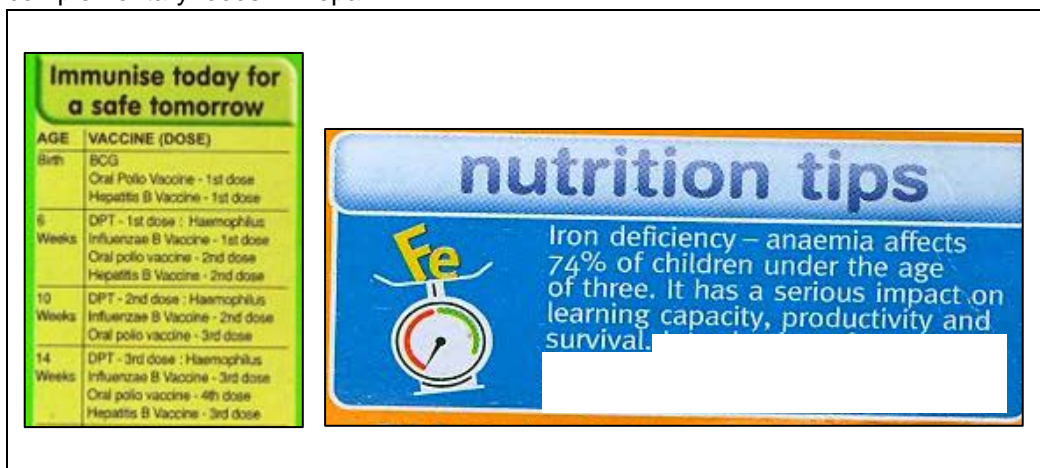 Immunise today for
a safe tomorrow
AGE VACCINE (DOSE)
Birth BCG
Oral Polio Vaccine - 1st dose
Hepatitis B Vaccine - 1st dose
6 DPT - 1st dose : Haemophilus
Weeks Influenzae B Vaccine - 1st dose
Oral polio vaccine - 2nd dose
Hepatitis B Vaccine - 2nd dose
10 DPT - 2nd dose : Haemophilus
Weeks Influenzae B Vaccine - 2nd dose
Oral polio vaccine - 3rd dose
14 DPT - 3rd dose : Haemophilus
Weeks Influenzae B Vaccine - 3rd dose
Oral polio vaccine - 4th dose
Hepatitis B Vaccine - 3rd dose
nutrition tips
Fe
Iron deficiency – anaemia affects
74% of children under the age
of three. It has a serious impact on
learning capacity, productivity and
survival.